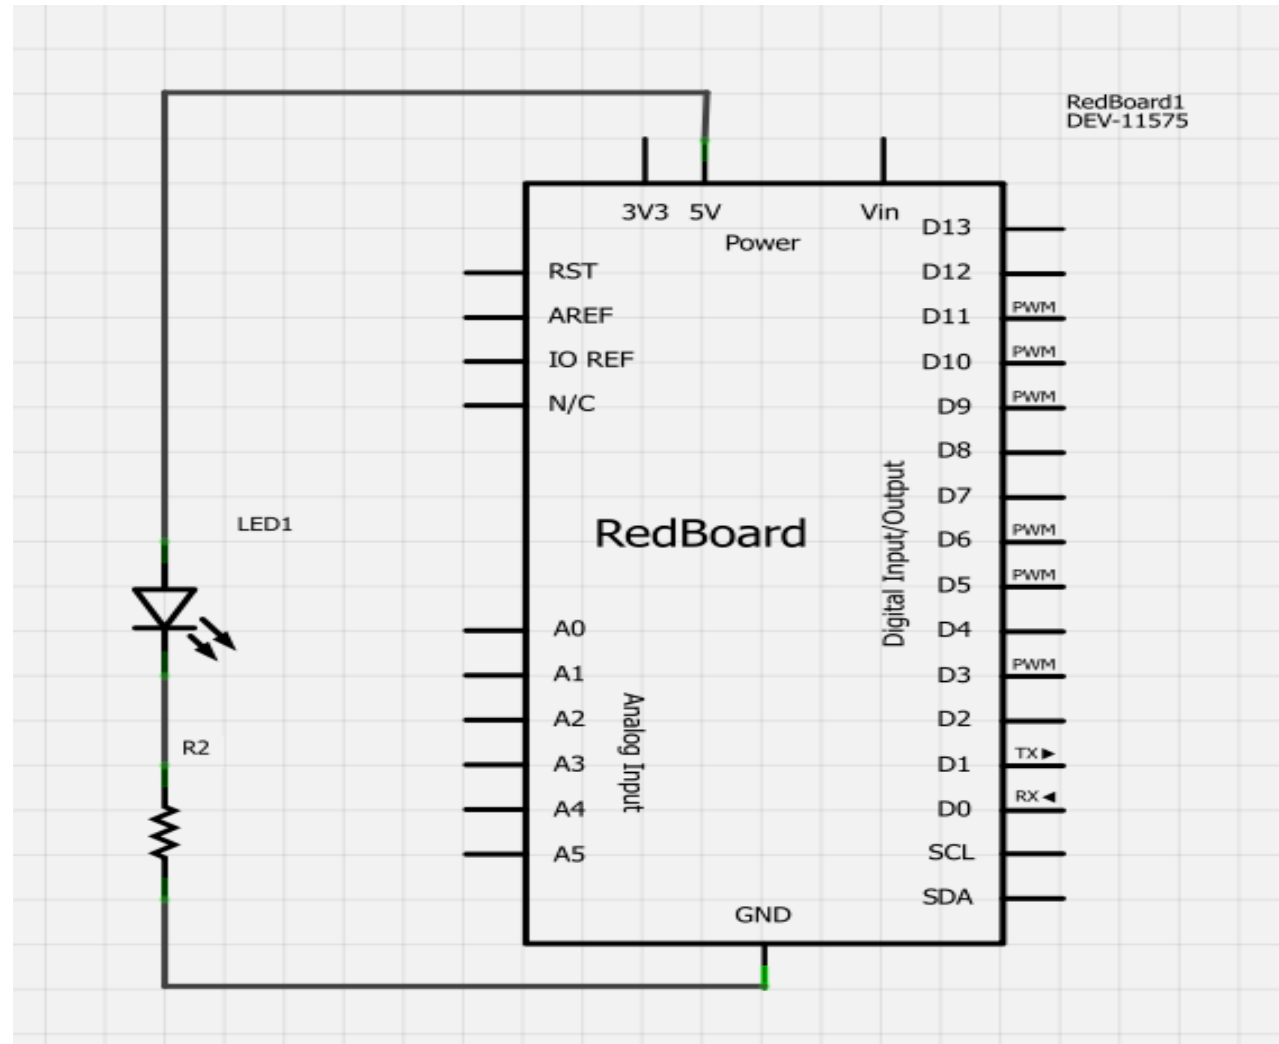 RedBoard1
DEV-11575
3V3 5V Vin
Power
D13
RST D12
AREF D11 PWM
IO REF D10 PWM
N/C D9 PWM
D8
D7
LED1
RedBoard
Digital Input/Output
D6 PWM
D5 PWM
A0 D4
A1 D3 PWM
Analog Input
A2 D2
R2
A3 D1 TX ►
A4 D0 RX ◄
A5 SCL
SDA
GND